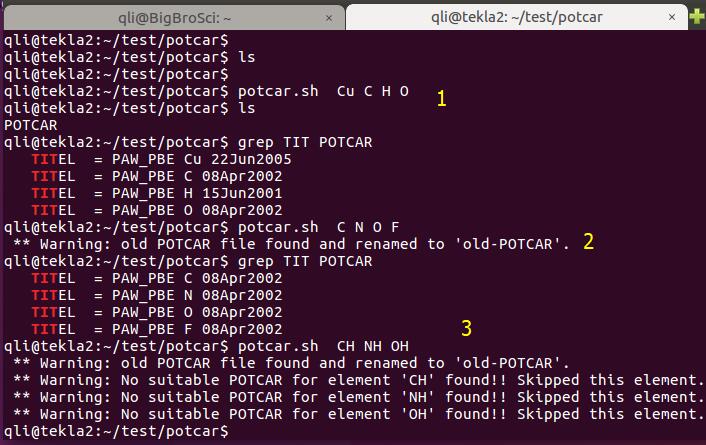 qli@BigBroSci: ~ × qli@tekla2: ~/test/potcar ×
qli@tekla2:~/test/potcar$
qli@tekla2:~/test/potcar$ ls
qli@tekla2:~/test/potcar$
qli@tekla2:~/test/potcar$ potcar.sh  Cu C H O 1
qli@tekla2:~/test/potcar$ ls
POTCAR
qli@tekla2:~/test/potcar$ grep TIT POTCAR
   TITEL  = PAW_PBE Cu 22Jun2005
   TITEL  = PAW_PBE C 08Apr2002
   TITEL  = PAW_PBE H 15Jun2001
   TITEL  = PAW_PBE O 08Apr2002
qli@tekla2:~/test/potcar$ potcar.sh  C N O F
 ** Warning: old POTCAR file found and renamed to 'old-POTCAR'. 2
qli@tekla2:~/test/potcar$ grep TIT POTCAR
   TITEL  = PAW_PBE C 08Apr2002
   TITEL  = PAW_PBE N 08Apr2002
   TITEL  = PAW_PBE O 08Apr2002
   TITEL  = PAW_PBE F 08Apr2002
3
qli@tekla2:~/test/potcar$ potcar.sh  CH NH OH
 ** Warning: old POTCAR file found and renamed to 'old-POTCAR'.
 ** Warning: No suitable POTCAR for element 'CH' found!! Skipped this element.
 ** Warning: No suitable POTCAR for element 'NH' found!! Skipped this element.
 ** Warning: No suitable POTCAR for element 'OH' found!! Skipped this element.
qli@tekla2:~/test/potcar$